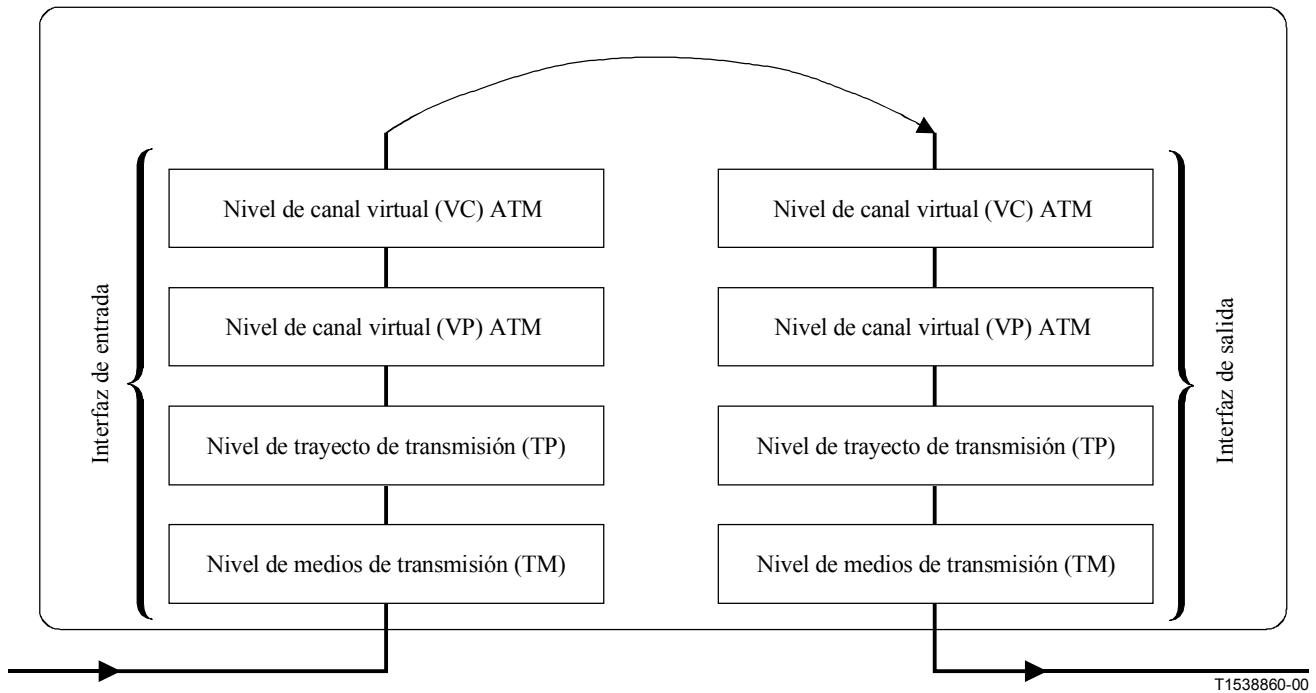 Interfaz de entrada
Nivel de canal virtual (VC) ATM
Nivel de canal virtual (VP) ATM
Nivel de trayecto de transmisión (TP)
Nivel de medios de transmisión (TM)
Nivel de canal virtual (VC) ATM
Nivel de canal virtual (VP) ATM
Nivel de trayecto de transmisión (TP)
Nivel de medios de transmisión (TM)
Interfaz de salida
T1538860-00